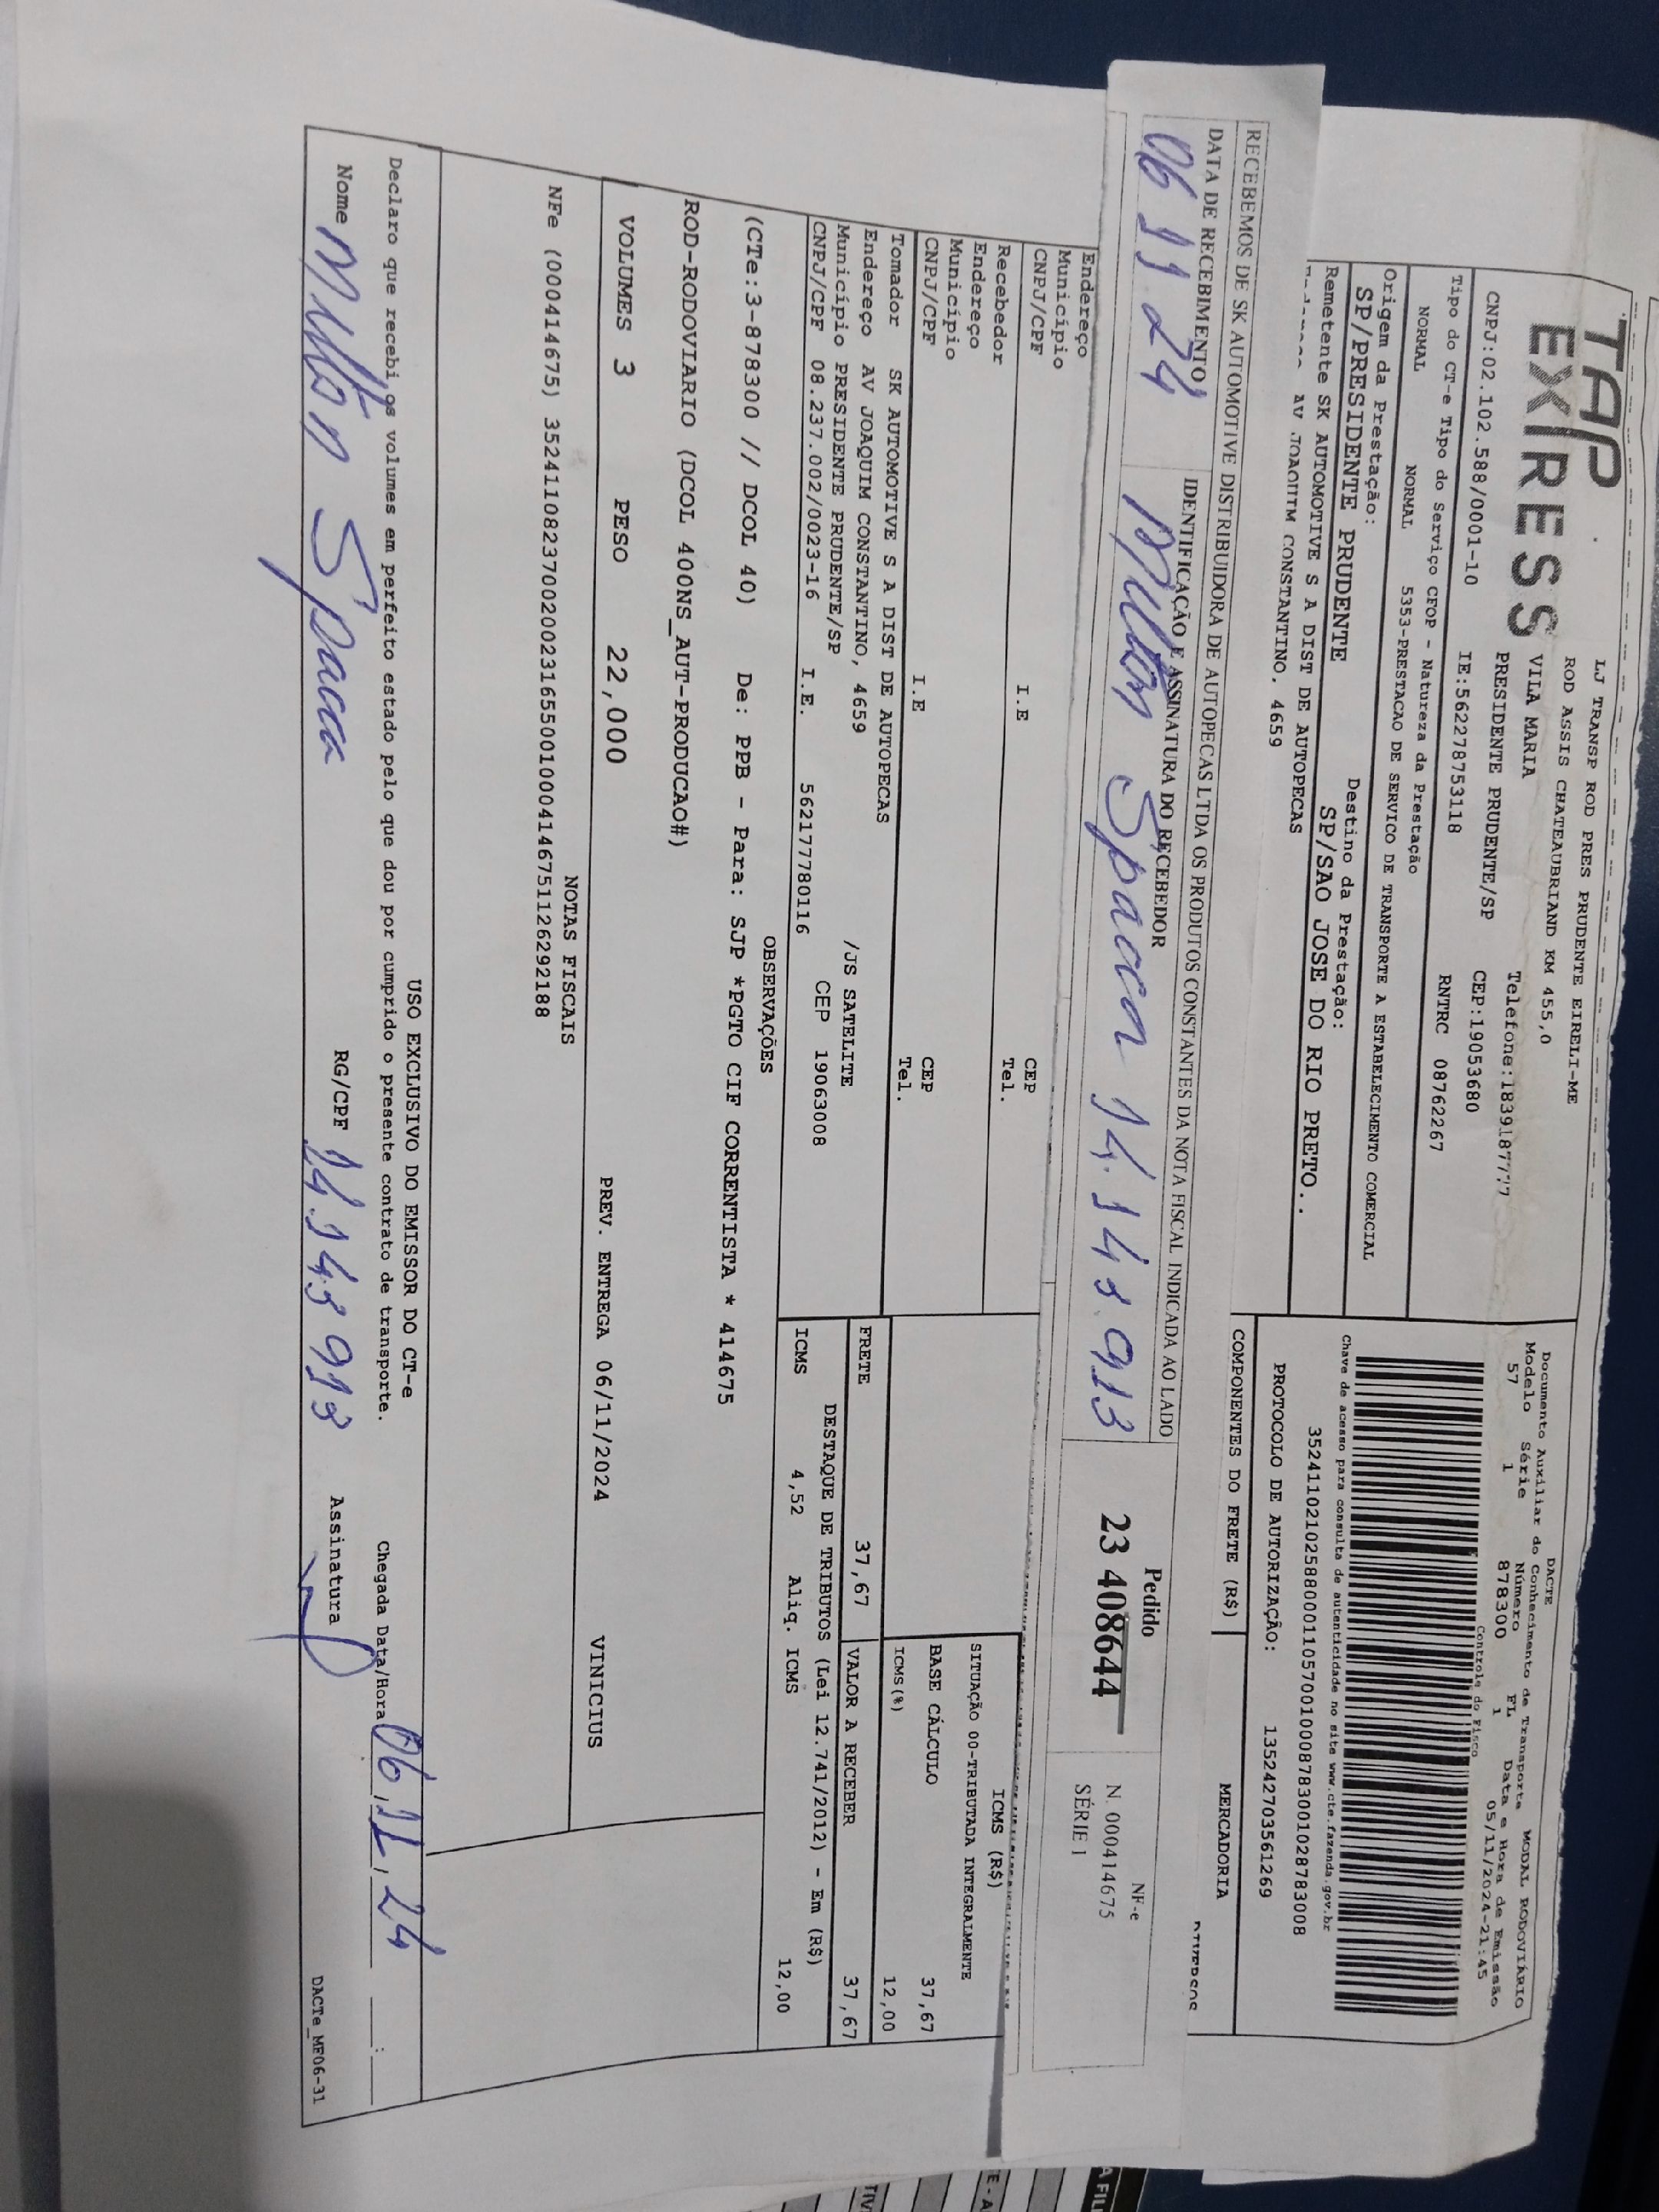 TAP
EXPRESS
LJ TRANSP ROD PRES PRUDENTE EIRELI-ME
ROD ASSIS CHATEAUBRIAND KM 455,0
VILA MARIA
PRESIDENTE PRUDENTE/SP
Telefone:1839187777
CNPJ:02.102.588/0001-10 IE:562278753118 CEP:19053680
RNTRC 08762267
Tipo do CT-e Tipo do Serviço CFOP - Natureza da Prestação
NORMAL NORMAL 5353-PRESTACAO DE SERVICO DE TRANSPORTE A ESTABELECIMENTO COMERCIAL
Origem da Prestação: Destino da Prestação:
SP/PRESIDENTE PRUDENTE SP/SAO JOSE DO RIO PRETO..
Remetente SK AUTOMOTIVE S A DIST DE AUTOPECAS
AV JOAQUIM CONSTANTINO, 4659
DACTE
Documento Auxiliar do Conhecimento de Transporte MODAL RODOVIÁRIO
Modelo Série Número FL Data e Hora de Emissão
57 1 878300 1 05/11/2024-21:45
Controle do Fisco
Chave de acesso para consulta de autenticidade no site www.cte.fazenda.gov.br
35241102102588000110570010008783001028783008
PROTOCOLO DE AUTORIZAÇÃO: 135242703561269
COMPONENTES DO FRETE (R$) MERCADORIA
DIVERSOS
RECEBEMOS DE SK AUTOMOTIVE DISTRIBUIDORA DE AUTOPECAS LTDA OS PRODUTOS CONSTANTES DA NOTA FISCAL INDICADA AO LADO
DATA DE RECEBIMENTO IDENTIFICAÇÃO E ASSINATURA DO RECEBEDOR
06 11 24 Milton Spacca 14.148.913
Pedido
23 408644
NF-e
N. 000414675
SÉRIE 1
Endereço
Município CEP
CNPJ/CPF I.E Tel.
Recebedor
Endereço
Município CEP
CNPJ/CPF I.E Tel.
Tomador SK AUTOMOTIVE S A DIST DE AUTOPECAS
Endereço AV JOAQUIM CONSTANTINO, 4659 /JS SATELITE
Município PRESIDENTE PRUDENTE/SP CEP 19063008
CNPJ/CPF 08.237.002/0023-16 I.E. 562177780116
ICMS (R$)
SITUAÇÃO 00-TRIBUTADA INTEGRALMENTE
BASE CÁLCULO 37,67
ICMS(%) 12,00
FRETE 37,67 VALOR A RECEBER 37,67
DESTAQUE DE TRIBUTOS (Lei 12.741/2012) - Em (R$)
ICMS 4,52 Aliq. ICMS 12,00
OBSERVAÇÕES
(CTe:3-878300 // DCOL 40) De: PPB - Para: SJP *PGTO CIF CORRENTISTA * 414675
ROD-RODOVIARIO (DCOL 400NS_AUT-PRODUCAO#)
VOLUMES 3 PESO 22,000 PREV. ENTREGA 06/11/2024 VINICIUS
NOTAS FISCAIS
NFe (000414675) 35241108237002002316550010004146751126292188
USO EXCLUSIVO DO EMISSOR DO CT-e
Declaro que recebi os volumes em perfeito estado pelo que dou por cumprido o presente contrato de transporte. Chegada Data/Hora 06/11/24 __:__
Nome Milton Spacca RG/CPF 14.148 913 Assinatura
DACTe_MF06-31